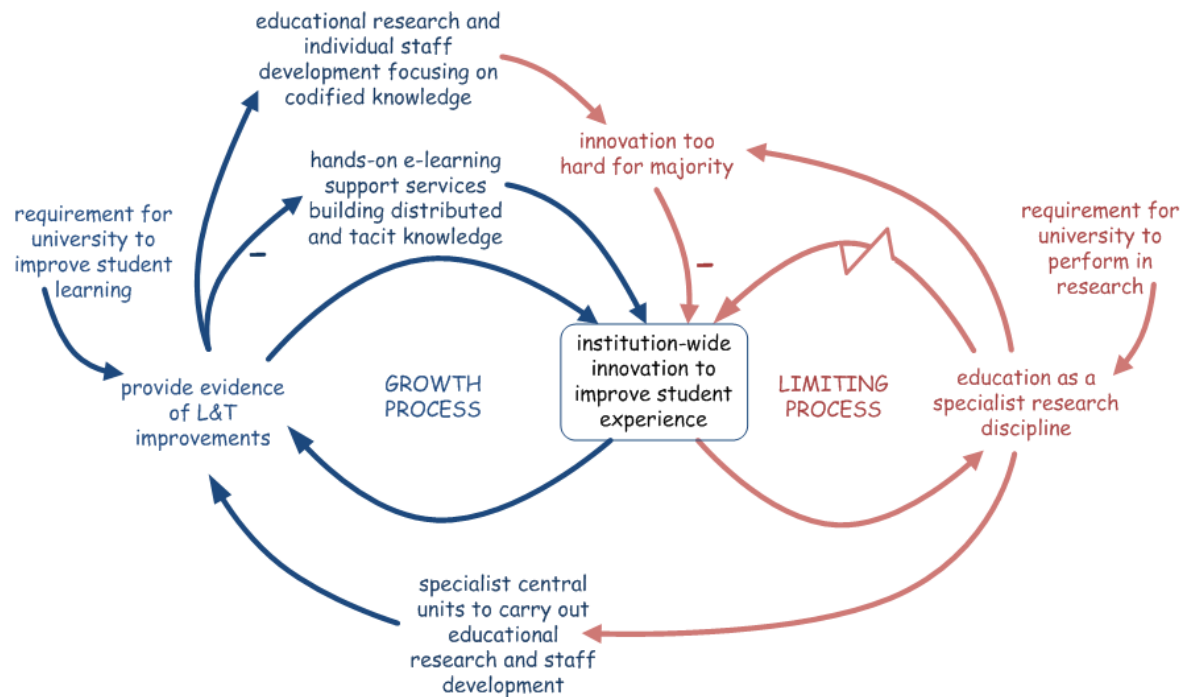 educational research and
individual staff
development focusing on
codified knowledge
innovation too
hard for majority
hands-on e-learning
support services
building distributed
and tacit knowledge
–
requirement for
university to
improve student
learning
requirement for
university to
perform in
research
–
institution-wide
innovation to
improve student
experience
GROWTH
PROCESS
LIMITING
PROCESS
provide evidence
of L&T
improvements
education as a
specialist research
discipline
specialist central
units to carry out
educational
research and staff
development